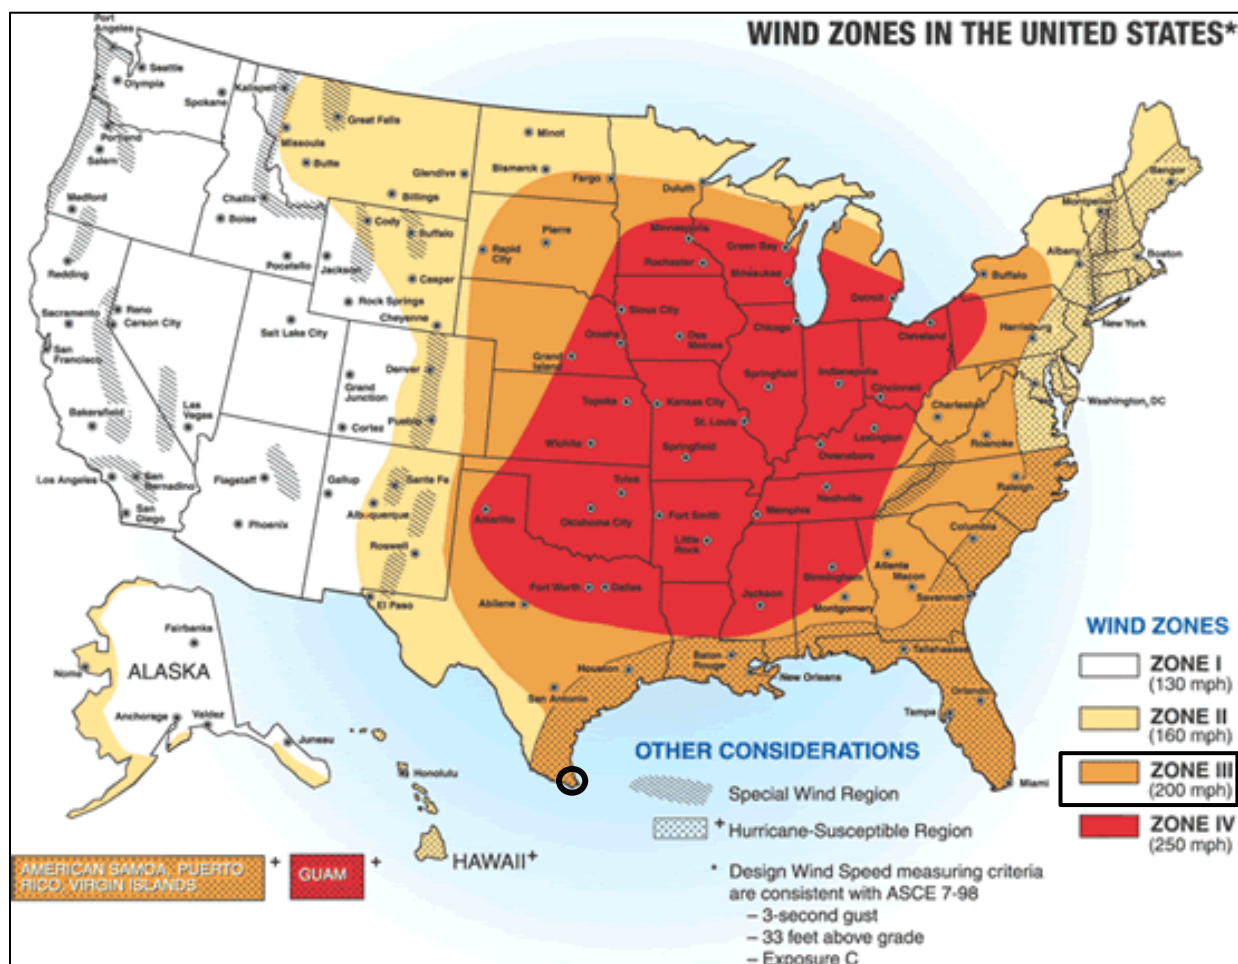 WIND ZONES IN THE UNITED STATES*
Port
Angeles
Seattle
Olympia
Spokane
Kalispell
Great Falls
Missoula
Butte
Glendive
Billings
Portland
Salem
Medford
Challis
Boise
Pocatello
Cody
Buffalo
Jackson
Casper
Rock Springs
Cheyenne
Redding
Sacramento
Reno
Carson City
San
Francisco
Salt Lake City
Bakersfield
Las
Vegas
Los Angeles
San
Bernadino
San
Diego
Flagstaff
Phoenix
Grand
Junction
Cortez
Denver
Pueblo
Gallup
Santa Fe
Albuquerque
Roswell
El Paso
Minot
Bismarck
Fargo
Duluth
Pierre
Rapid
City
Minneapolis
Rochester
Green Bay
Milwaukee
Sioux City
Omaha
Des
Moines
Grand
Island
Chicago
Detroit
Cleveland
Springfield
Indianapolis
Cincinnati
Topeka
Kansas City
St. Louis
Wichita
Springfield
Lexington
Owensboro
Charleston
Roanoke
Raleigh
Tulsa
Oklahoma City
Amarillo
Fort Smith
Little
Rock
Memphis
Nashville
Fort Worth
Dallas
Abilene
Jackson
Birmingham
Montgomery
Atlanta
Macon
Columbia
Savannah
Houston
San Antonio
Baton
Rouge
New Orleans
Tallahassee
Orlando
Tampa
Miami
Bangor
Montpelier
Albany
Boston
Buffalo
Harrisburg
New York
Washington, DC
Fairbanks
Nome
ALASKA
Anchorage
Valdez
Juneau
Honolulu
HAWAII+
AMERICAN SAMOA, PUERTO
RICO, VIRGIN ISLANDS
+
GUAM
+
OTHER CONSIDERATIONS
Special Wind Region
+ Hurricane-Susceptible Region
* Design Wind Speed measuring criteria
are consistent with ASCE 7-98
– 3-second gust
– 33 feet above grade
– Exposure C
WIND ZONES
ZONE I
(130 mph)
ZONE II
(160 mph)
ZONE III
(200 mph)
ZONE IV
(250 mph)